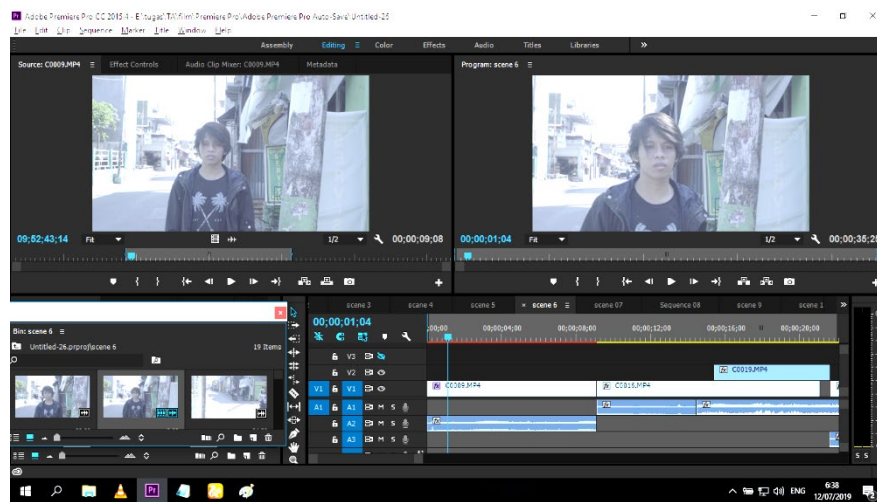 Adobe Premiere Pro CC 2015.4 - E:\tugas\TA\film\Premiere Pro\Adobe Premiere Pro Auto-Save\Untitled-26
File Edit Clip Sequence Marker Title Window Help
Assembly Editing Color Effects Audio Titles Libraries
Source: C0009.MP4 Effect Controls Audio Clip Mixer: C0009.MP4 Metadata
Program: scene 6
09;52;43;14 Fit 1/2 00;00;09;08
00;00;01;04 Fit 1/2
scene 3 scene 4 scene 5 × scene 6 scene 07 Sequence 08 scene 9 scene 1
00;00;01;04
;00;00 00;00;04;00 00;00;08;00 00;00;12;00 00;00;16;00 00;00;20;00
Bin: scene 6
Untitled-26.prproj\scene 6 19 Items
V3
V2
fx C0019.MP4
V1 V1 fx C0009.MP4 fx
A1 A1 M S
A2 M S
A3 M S
S S
Pr ENG 6:38
12/07/2019